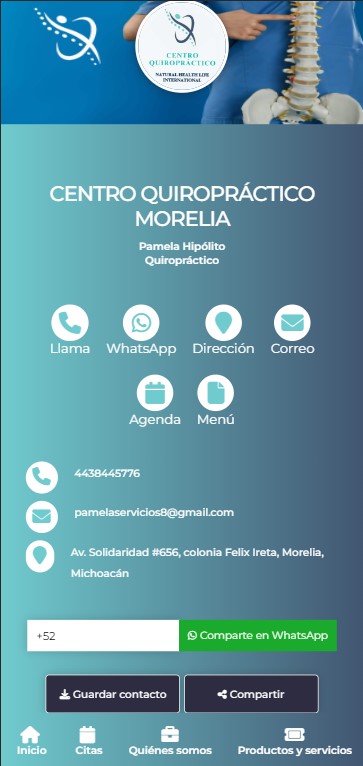 CENTRO
QUIROPRÁCTICO
NATURAL HEALTH LIFE
INTERNATIONAL
CENTRO QUIROPRÁCTICO
MORELIA
Pamela Hipólito
Quiropráctico
Llama WhatsApp Dirección Correo
Agenda Menú
4438445776
pamelaservicios8@gmail.com
Av. Solidaridad #656, colonia Felix Ireta, Morelia,
Michoacán
+52 Comparte en WhatsApp
Guardar contacto Compartir
Inicio Citas Quiénes somos Productos y servicios